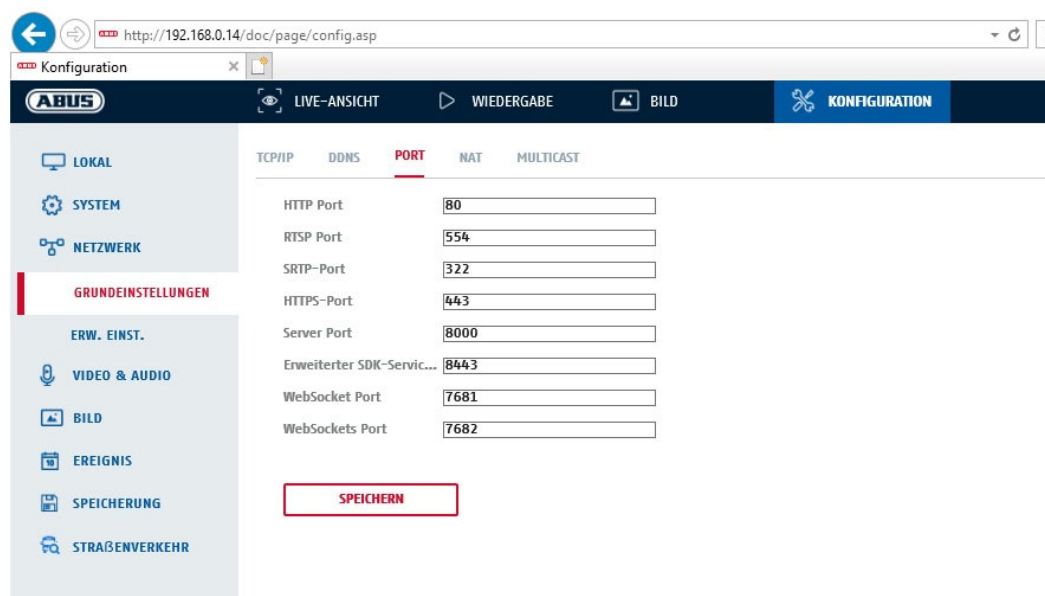 http://192.168.0.14/doc/page/config.asp
Konfiguration
ABUS LIVE-ANSICHT WIEDERGABE BILD KONFIGURATION
LOKAL
SYSTEM
NETZWERK
GRUNDEINSTELLUNGEN
ERW. EINST.
VIDEO & AUDIO
BILD
EREIGNIS
SPEICHERUNG
STRAßENVERKEHR
TCP/IP DDNS PORT NAT MULTICAST
HTTP Port 80
RTSP Port 554
SRTP-Port 322
HTTPS-Port 443
Server Port 8000
Erweiterter SDK-Servic... 8443
WebSocket Port 7681
WebSockets Port 7682
SPEICHERN